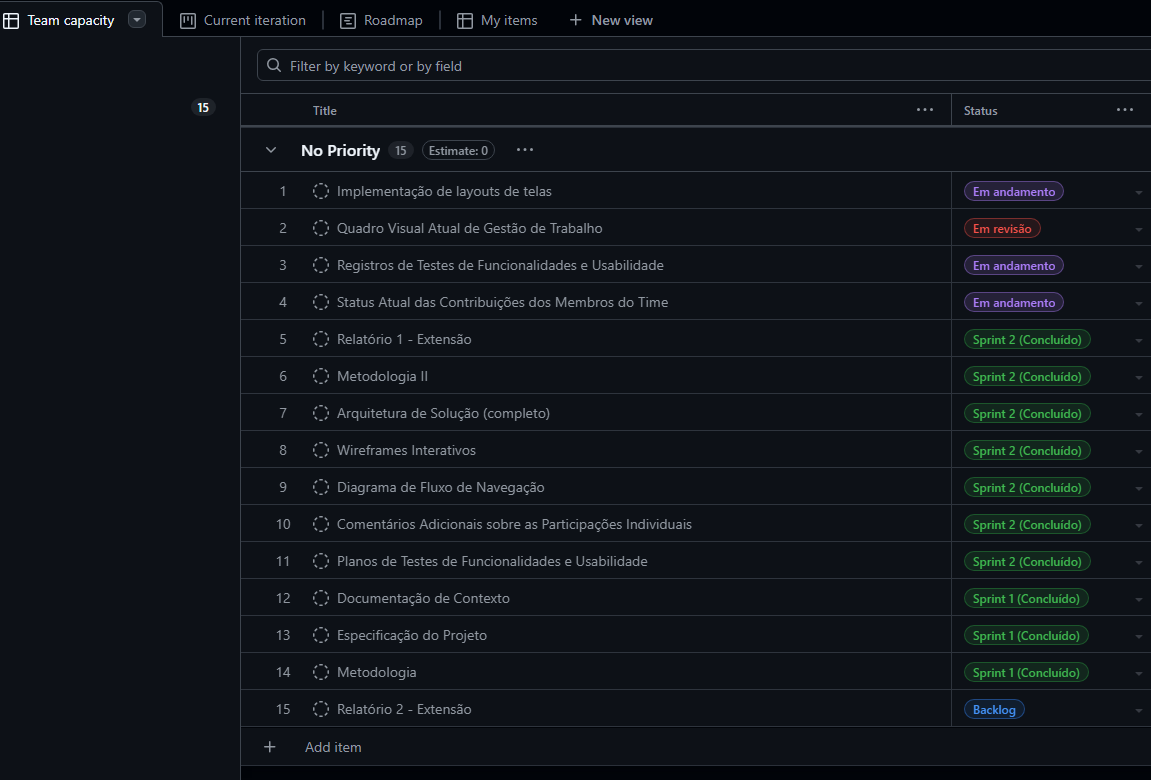 Team capacity
Current iteration
Roadmap
My items
New view
Filter by keyword or by field
15
Title
Status
No Priority 15 Estimate: 0
1 Implementação de layouts de telas Em andamento
2 Quadro Visual Atual de Gestão de Trabalho Em revisão
3 Registros de Testes de Funcionalidades e Usabilidade Em andamento
4 Status Atual das Contribuições dos Membros do Time Em andamento
5 Relatório 1 - Extensão Sprint 2 (Concluído)
6 Metodologia II Sprint 2 (Concluído)
7 Arquitetura de Solução (completo) Sprint 2 (Concluído)
8 Wireframes Interativos Sprint 2 (Concluído)
9 Diagrama de Fluxo de Navegação Sprint 2 (Concluído)
10 Comentários Adicionais sobre as Participações Individuais Sprint 2 (Concluído)
11 Planos de Testes de Funcionalidades e Usabilidade Sprint 2 (Concluído)
12 Documentação de Contexto Sprint 1 (Concluído)
13 Especificação do Projeto Sprint 1 (Concluído)
14 Metodologia Sprint 1 (Concluído)
15 Relatório 2 - Extensão Backlog
Add item